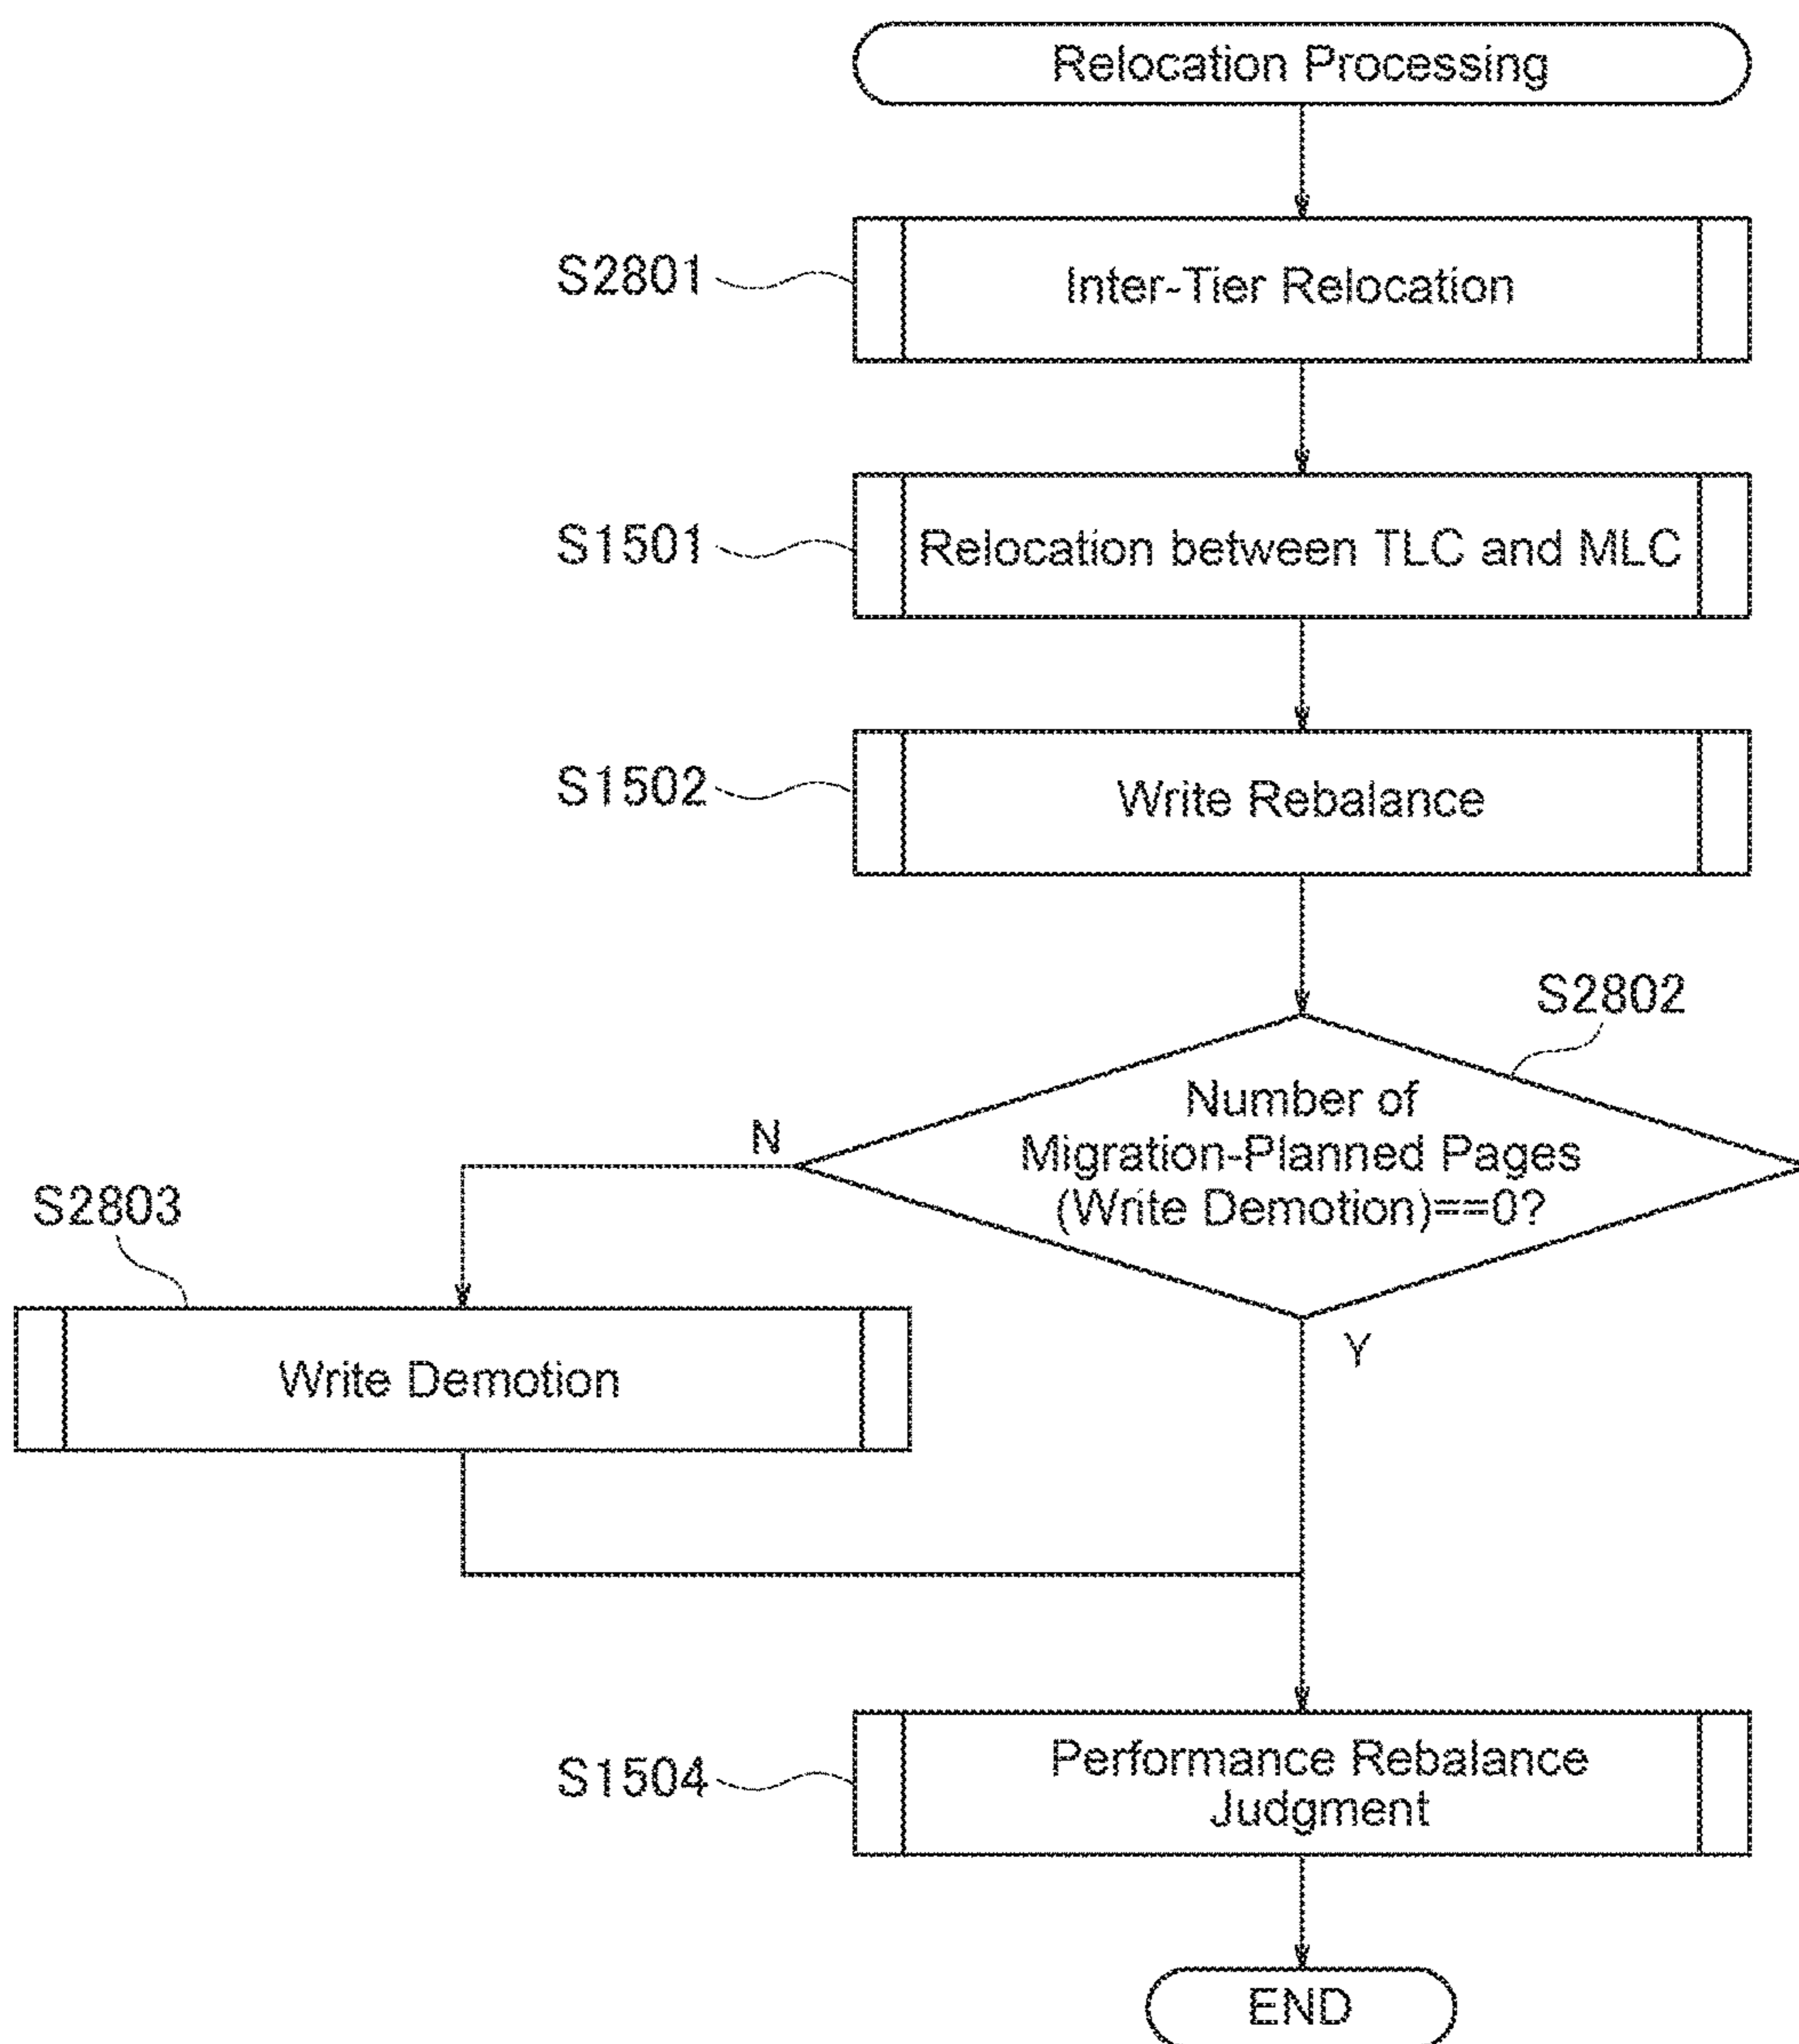 Relocation Processing
S2801
Inter-Tier Relocation
S1501
Relocation between TLC and MLC
S1502
Write Rebalance
S2802
Number of
Migration-Planned Pages
(Write Demotion)==0?
N
Y
S2803
Write Demotion
S1504
Performance Rebalance
Judgment
END